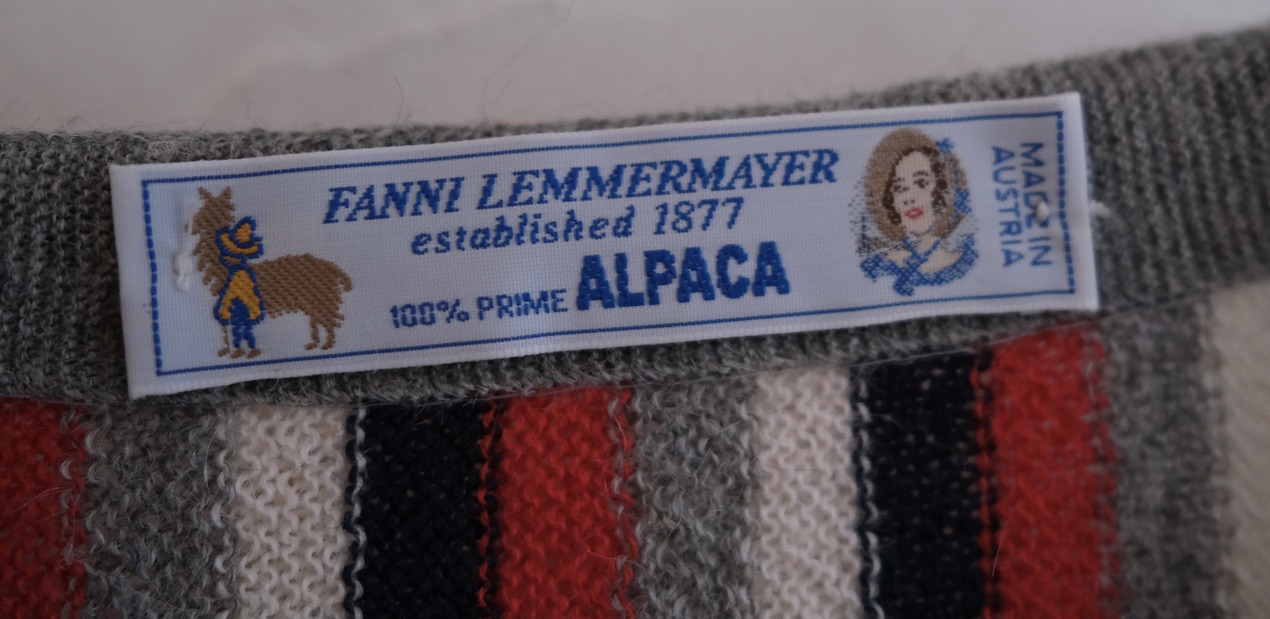 FANNI LEMMERMAYER
established 1877
100% PRIME ALPACA
MADE IN
AUSTRIA